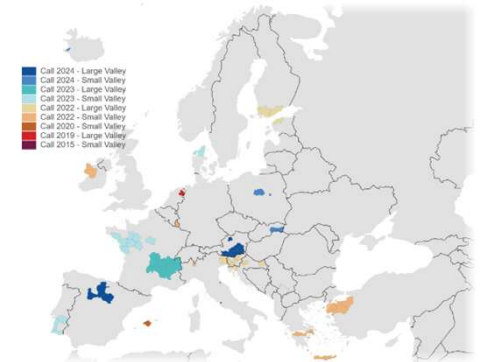 Call 2024 - Large Valley
Call 2024 - Small Valley
Call 2023 - Large Valley
Call 2023 - Small Valley
Call 2022 - Large Valley
Call 2022 - Small Valley
Call 2020 - Small Valley
Call 2019 - Large Valley
Call 2015 - Small Valley